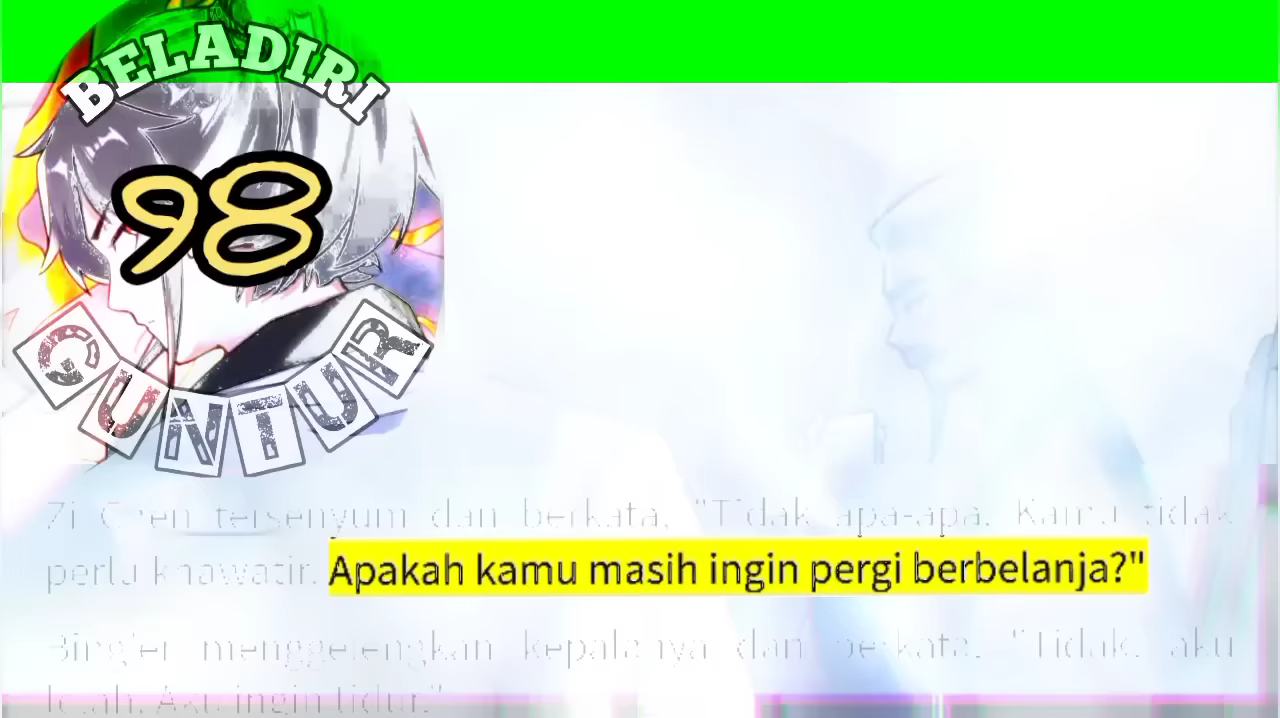 BELADIRI
98
GUNTUR
Zi Chen tersenyum dan berkata, "Tidak apa-apa. Kamu tidak
perlu khawatir. Apakah kamu masih ingin pergi berbelanja?"
Bing'er menggelengkan kepalanya dan berkata, "Tidak, aku
lelah. Aku ingin tidur."